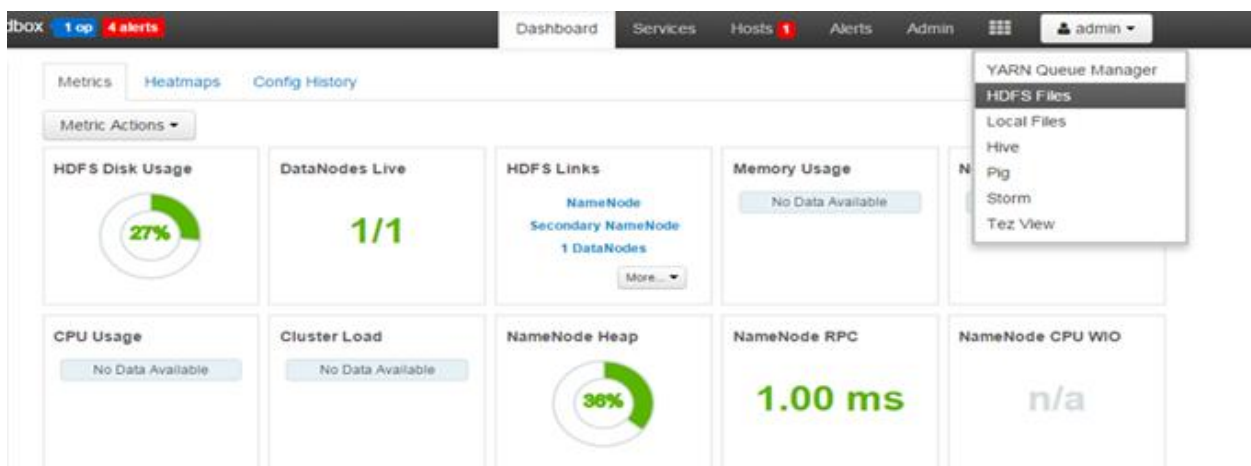 dbox 1 op 4 alerts Dashboard Services Hosts 1 Alerts Admin admin
Metrics Heatmaps Config History
Metric Actions
YARN Queue Manager
HDFS Files
Local Files
Hive
Pig
Storm
Tez View
HDFS Disk Usage
27%
DataNodes Live
1/1
HDFS Links
NameNode
Secondary NameNode
1 DataNodes
More...
Memory Usage
No Data Available
N
CPU Usage
No Data Available
Cluster Load
No Data Available
NameNode Heap
36%
NameNode RPC
1.00 ms
NameNode CPU WIO
n/a